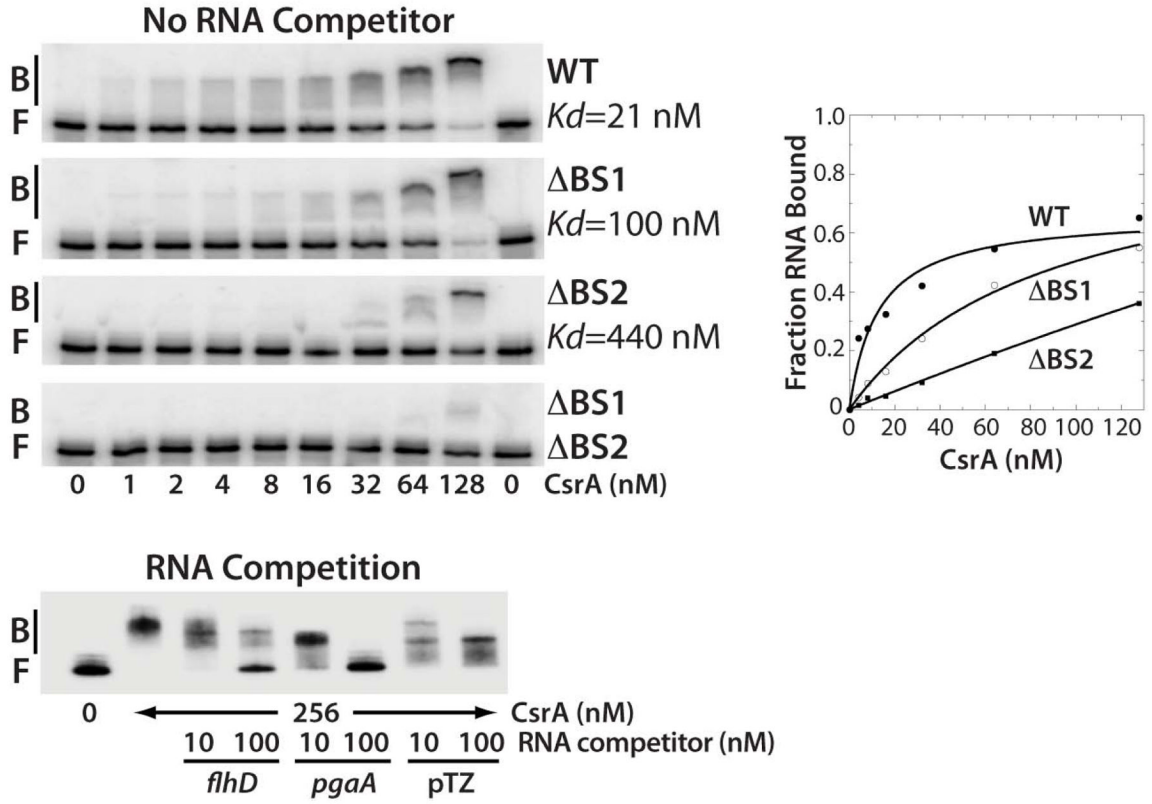 No RNA Competitor
B
F
WT
Kd=21 nM
B
F
ΔBS1
Kd=100 nM
B
F
ΔBS2
Kd=440 nM
B
F
ΔBS1
ΔBS2
0 1 2 4 8 16 32 64 128 0 CsrA (nM)
Fraction RNA Bound
1.0
0.8
0.6
0.4
0.2
0
WT
ΔBS1
ΔBS2
0 20 40 60 80 100 120
CsrA (nM)
RNA Competition
B
F
0 256 CsrA (nM)
10 100 10 100 10 100 RNA competitor (nM)
flhD pgaA pTZ